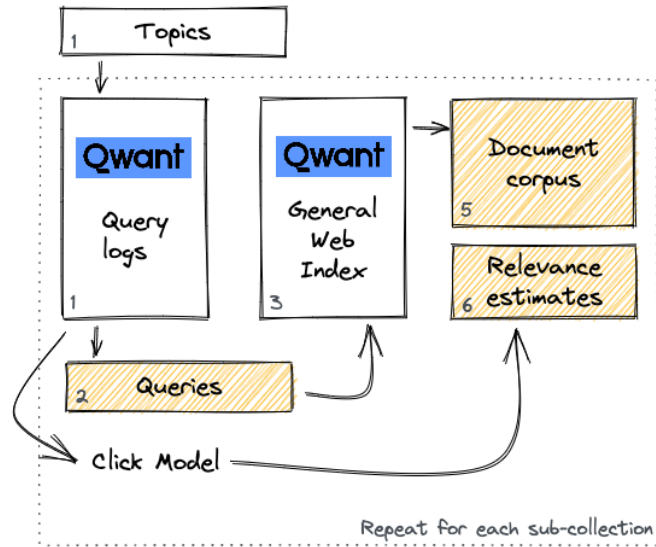 Topics
1
Qwant
Query
logs
1
Qwant
General
Web
Index
3
Document
corpus
5
Relevance
estimates
6
Queries
2
Click Model
Repeat for each sub-collection